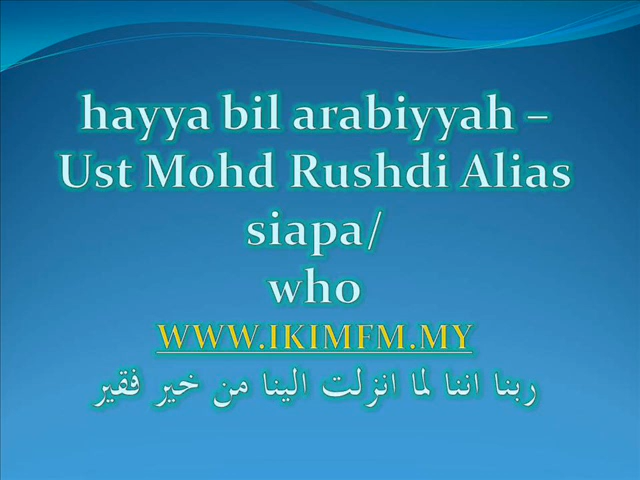 hayya bil arabiyyah –
Ust Mohd Rushdi Alias
siapa/
who
WWW.IKIMFM.MY
ربنا اننا لما انزلت الينا من خير فقير